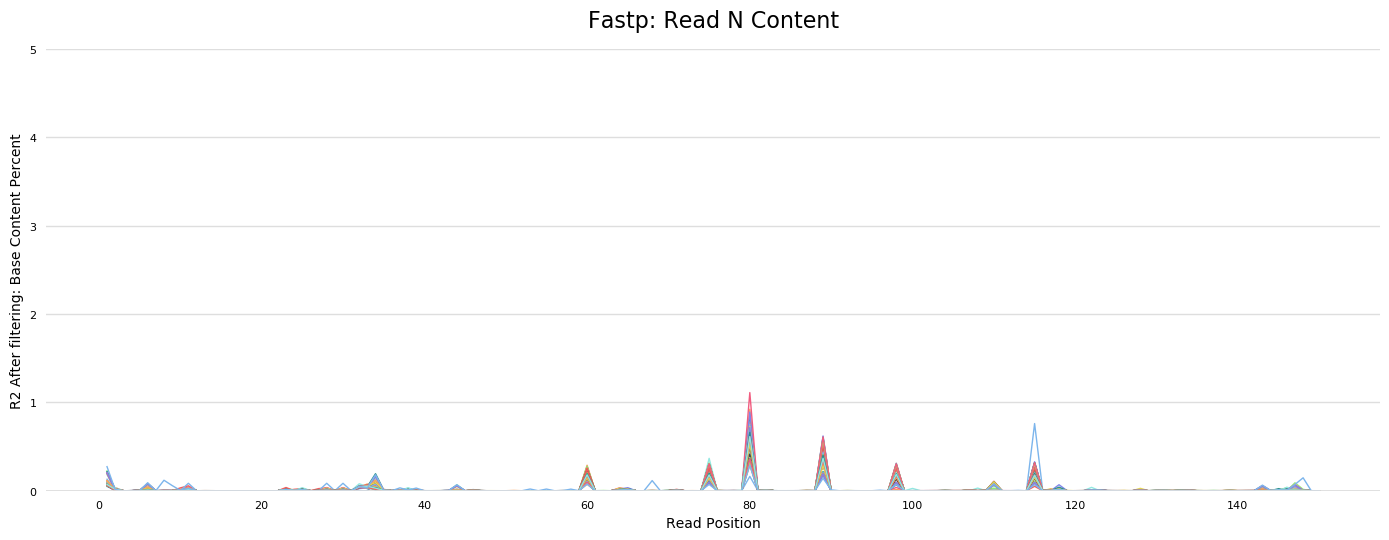 Fastp: Read N Content
R2 After filtering: Base Content Percent
5
4
3
2
1
0
0 20 40 60 80 100 120 140
Read Position